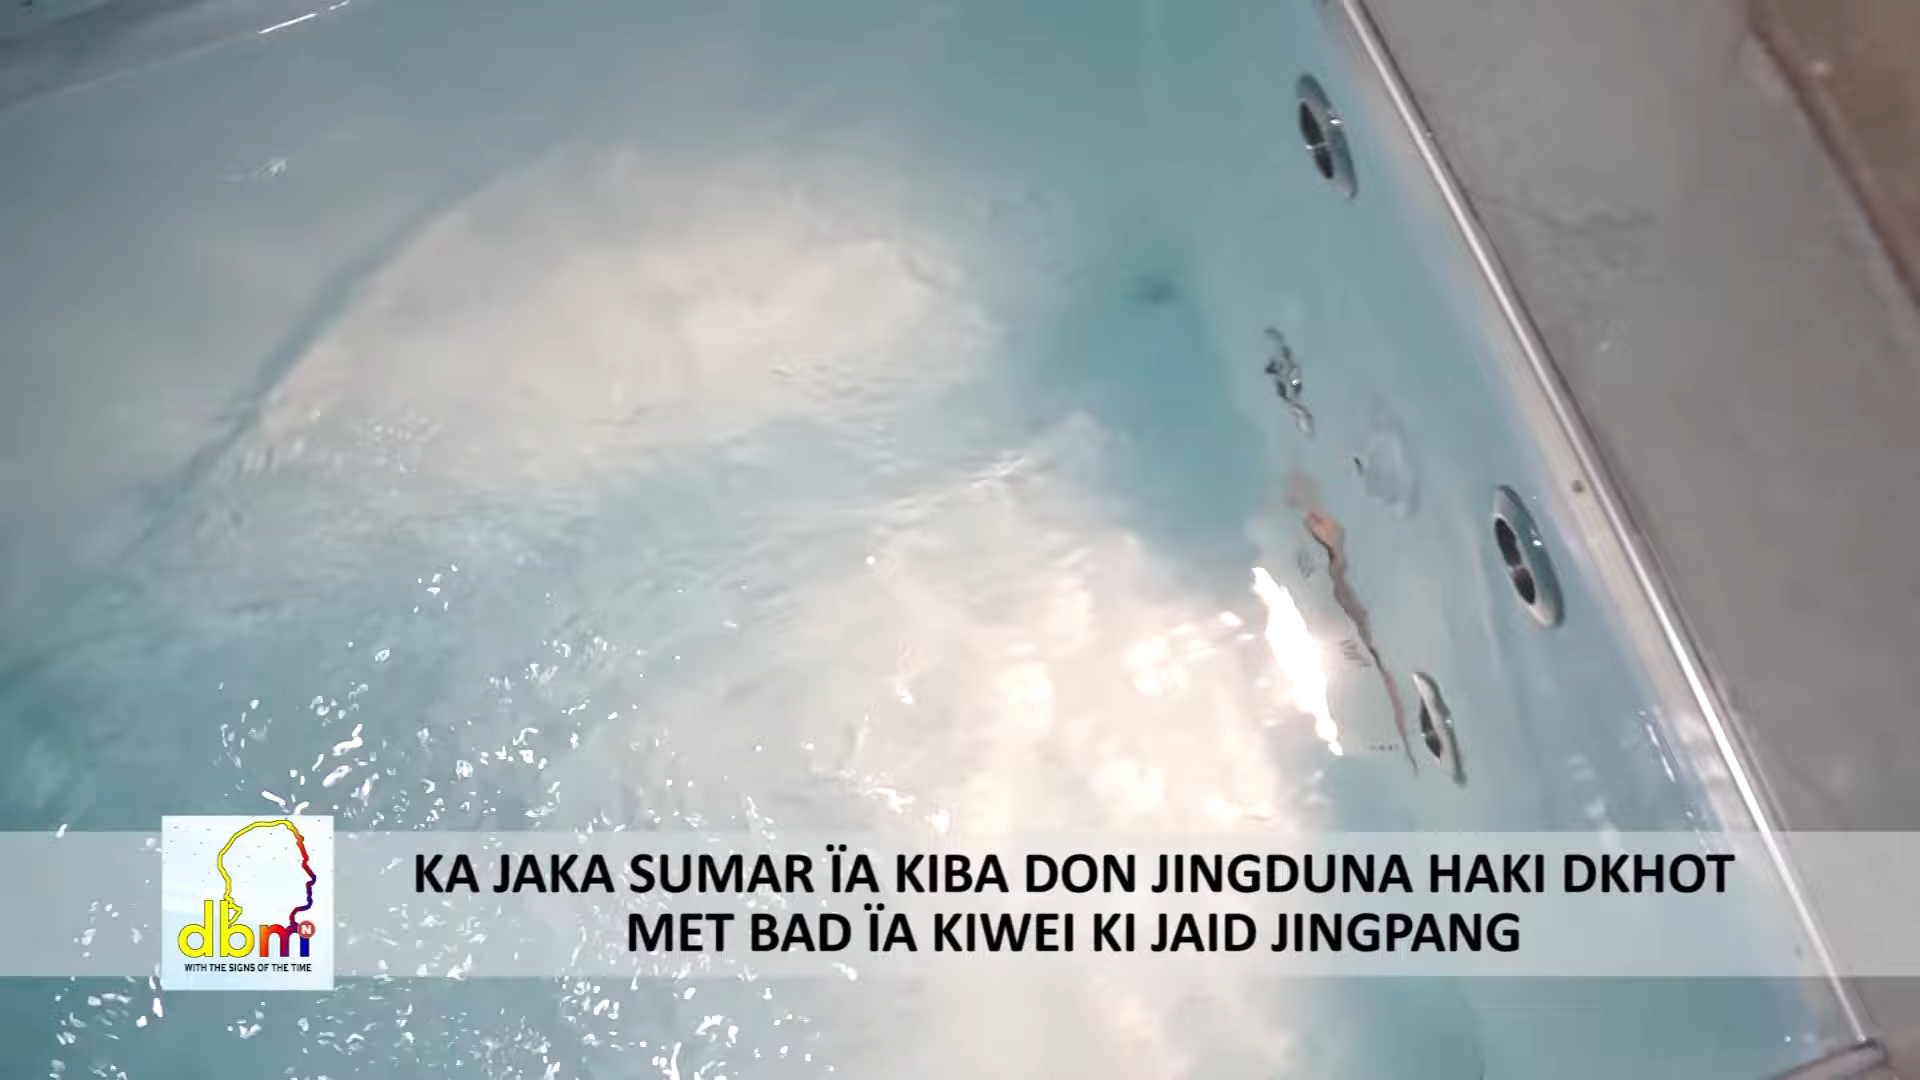 KA JAKA SUMAR ÏA KIBA DON JINGDUNA HAKI DKHOT
MET BAD ÏA KIWEI KI JAID JINGPANG
dbm
N
WITH THE SIGNS OF THE TIME